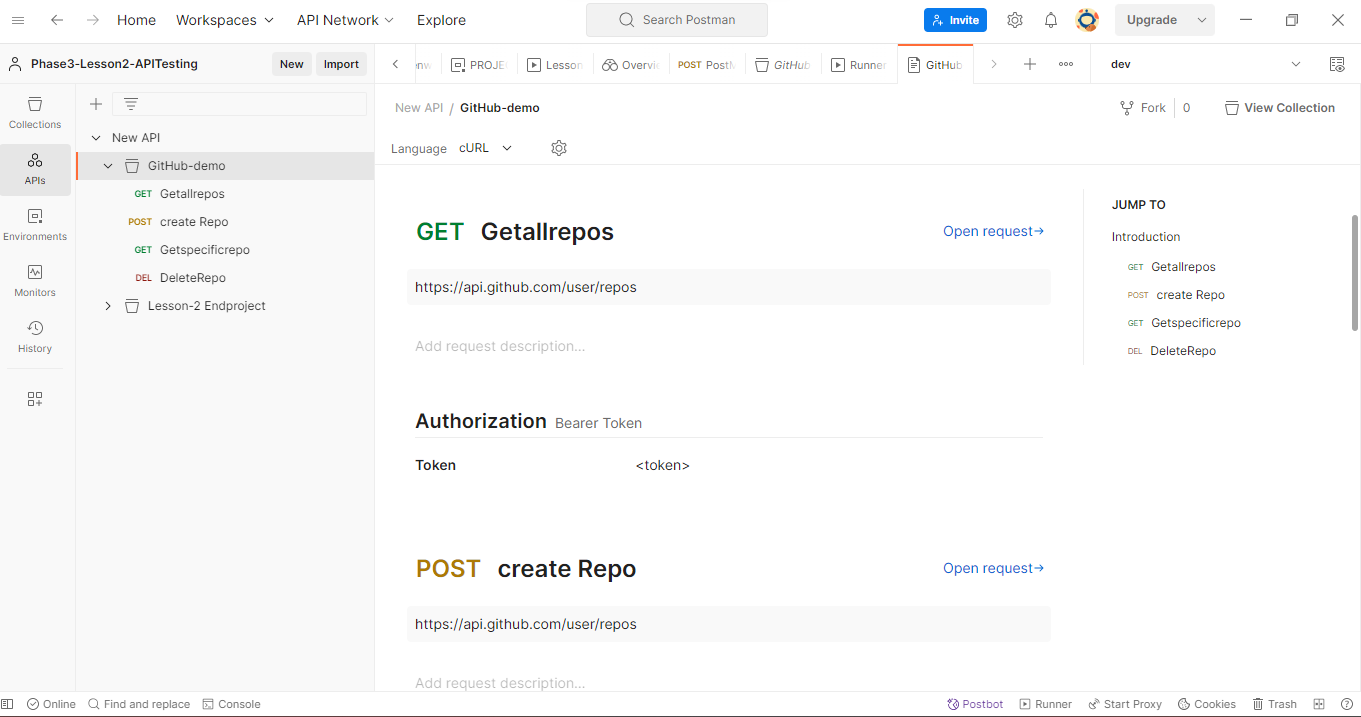 Home Workspaces API Network Explore Search Postman Invite Upgrade
Phase3-Lesson2-APITesting New Import
PROJE Lesson Overvi POST Post GitHub Runner GitHub dev
Collections
APIs
Environments
Monitors
History
New API
GitHub-demo
GET Getallrepos
POST create Repo
GET Getspecificrepo
DEL DeleteRepo
Lesson-2 Endproject
New API / GitHub-demo Fork 0 View Collection
Language cURL
GET Getallrepos Open request→
https://api.github.com/user/repos
Add request description...
Authorization Bearer Token
Token <token>
POST create Repo Open request→
https://api.github.com/user/repos
Add request description...
JUMP TO
Introduction
GET Getallrepos
POST create Repo
GET Getspecificrepo
DEL DeleteRepo
Online Find and replace Console Postbot Runner Start Proxy Cookies Trash